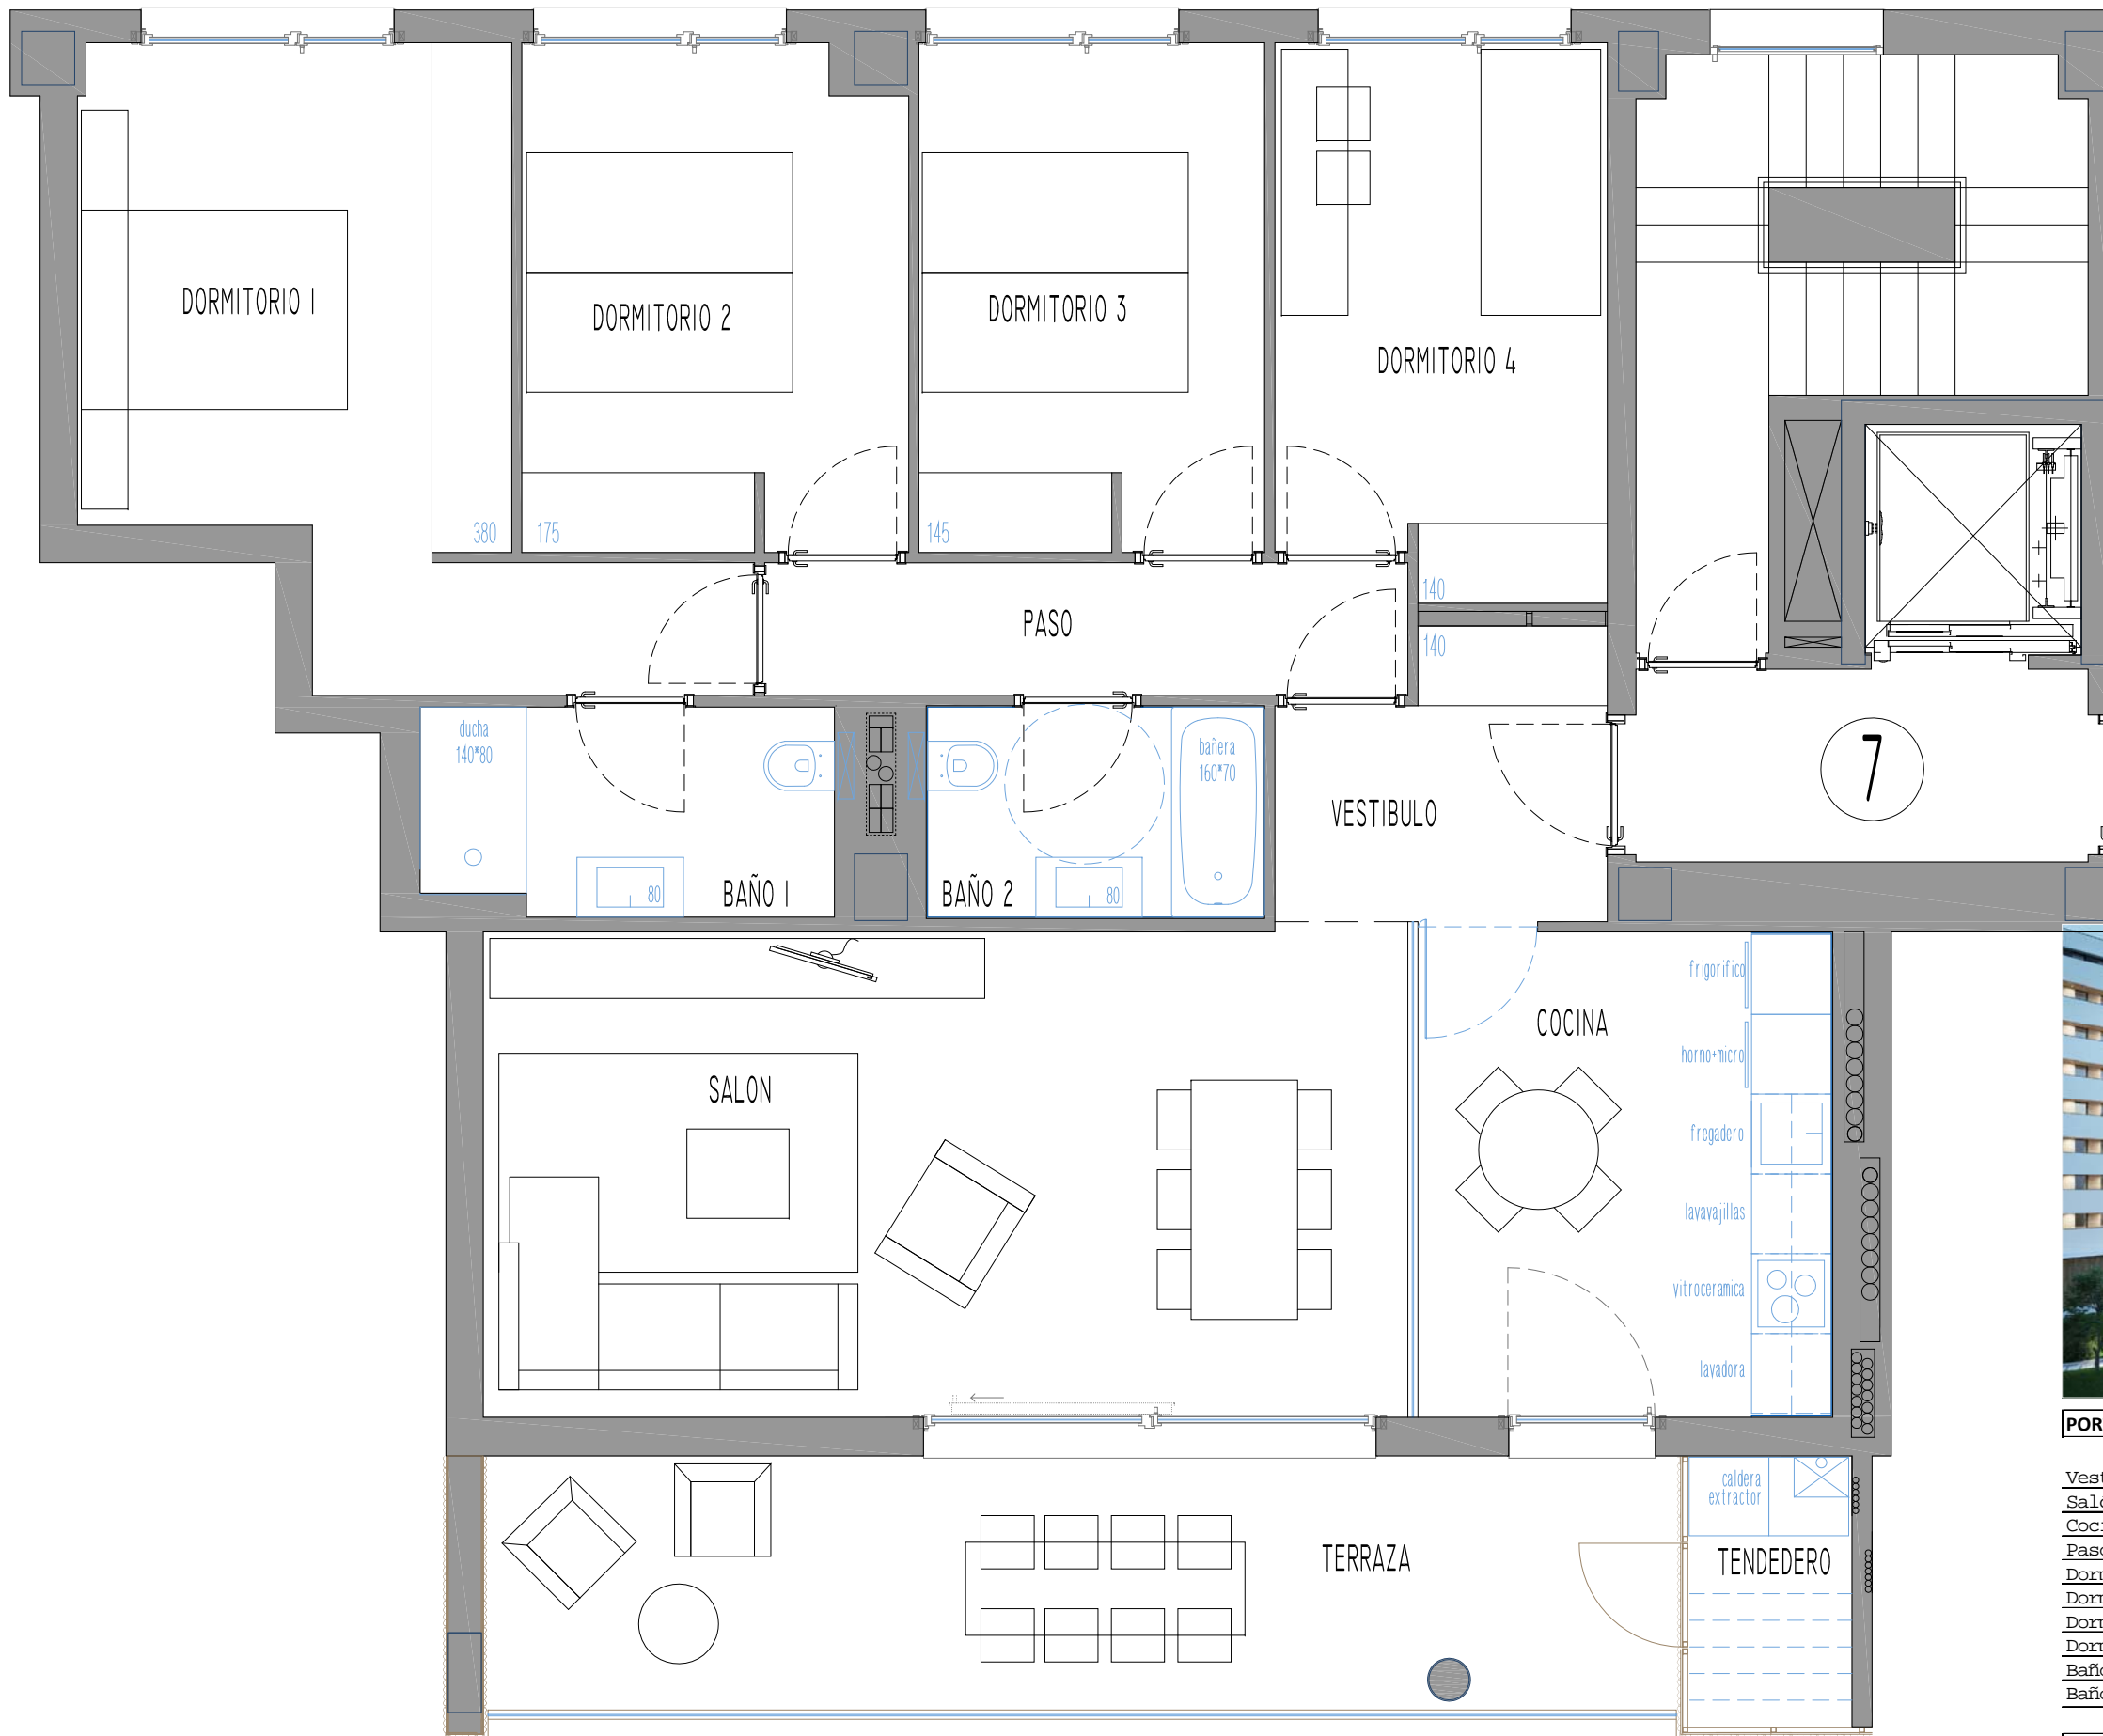 DORMITORIO 1
DORMITORIO 2
DORMITORIO 3
DORMITORIO 4
380
175
145
140
140
PASO
ducha
140*80
bañera
160*70
7
VESTIBULO
80
BAÑO 1
BAÑO 2
80
frigorifico
COCINA
horno+micro
SALON
fregadero
lavavajillas
vitroceramica
lavadora
caldera
extractor
TERRAZA
TENDEDERO
POR
Vest
Salo
Coci
Paso
Dorm
Dorm
Dorm
Dorm
Baño
Baño